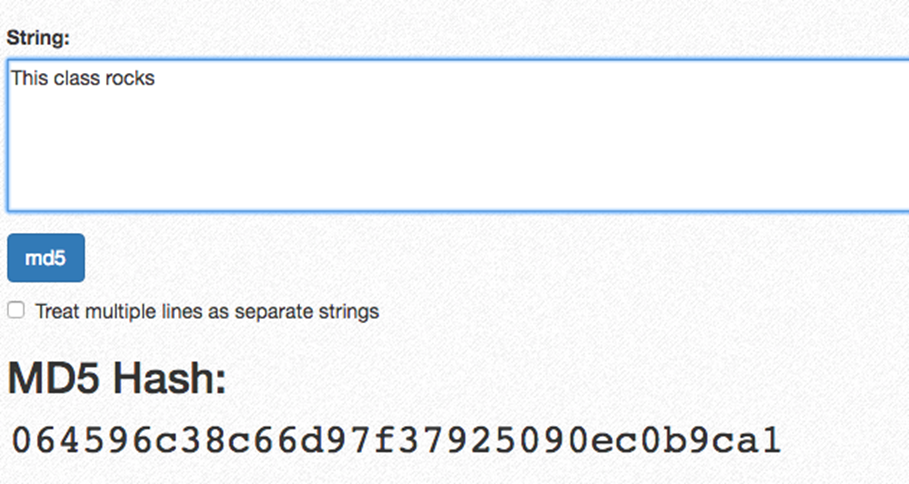 String:
This class rocks
md5
Treat multiple lines as separate strings
MD5 Hash:
064596c38c66d97f37925090ec0b9ca1